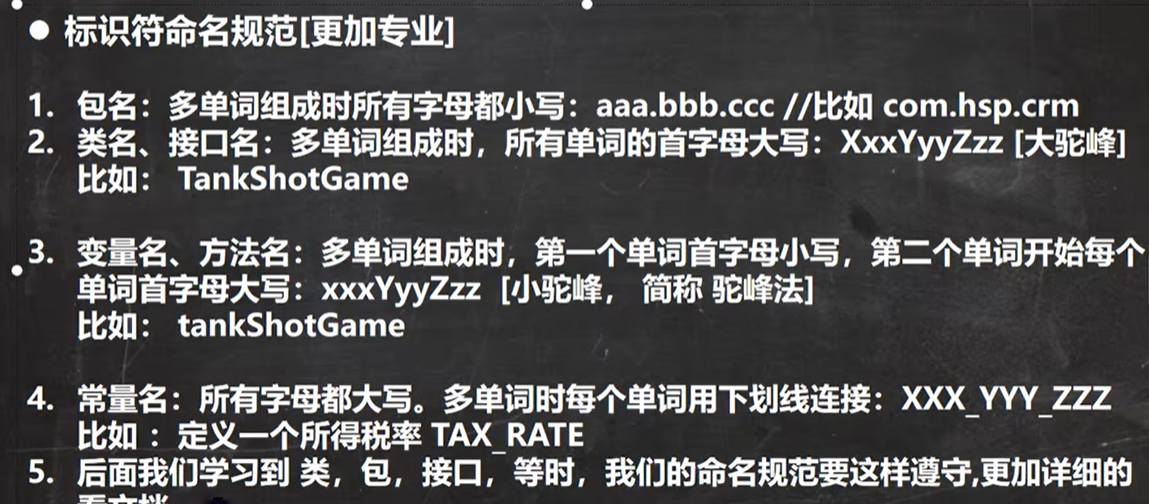 ● 标识符命名规范[更加专业]
1. 包名：多单词组成时所有字母都小写：aaa.bbb.ccc //比如 com.hsp.crm
2. 类名、接口名：多单词组成时，所有单词的首字母大写：XxxYyyZzz [大驼峰]
比如： TankShotGame
3. 变量名、方法名：多单词组成时，第一个单词首字母小写，第二个单词开始每个
单词首字母大写：xxxYyyZzz [小驼峰， 简称 驼峰法]
比如： tankShotGame
4. 常量名：所有字母都大写。多单词时每个单词用下划线连接：XXX_YYY_ZZZ
比如 ：定义一个所得税率 TAX_RATE
5. 后面我们学习到 类，包，接口，等时，我们的命名规范要这样遵守,更加详细的